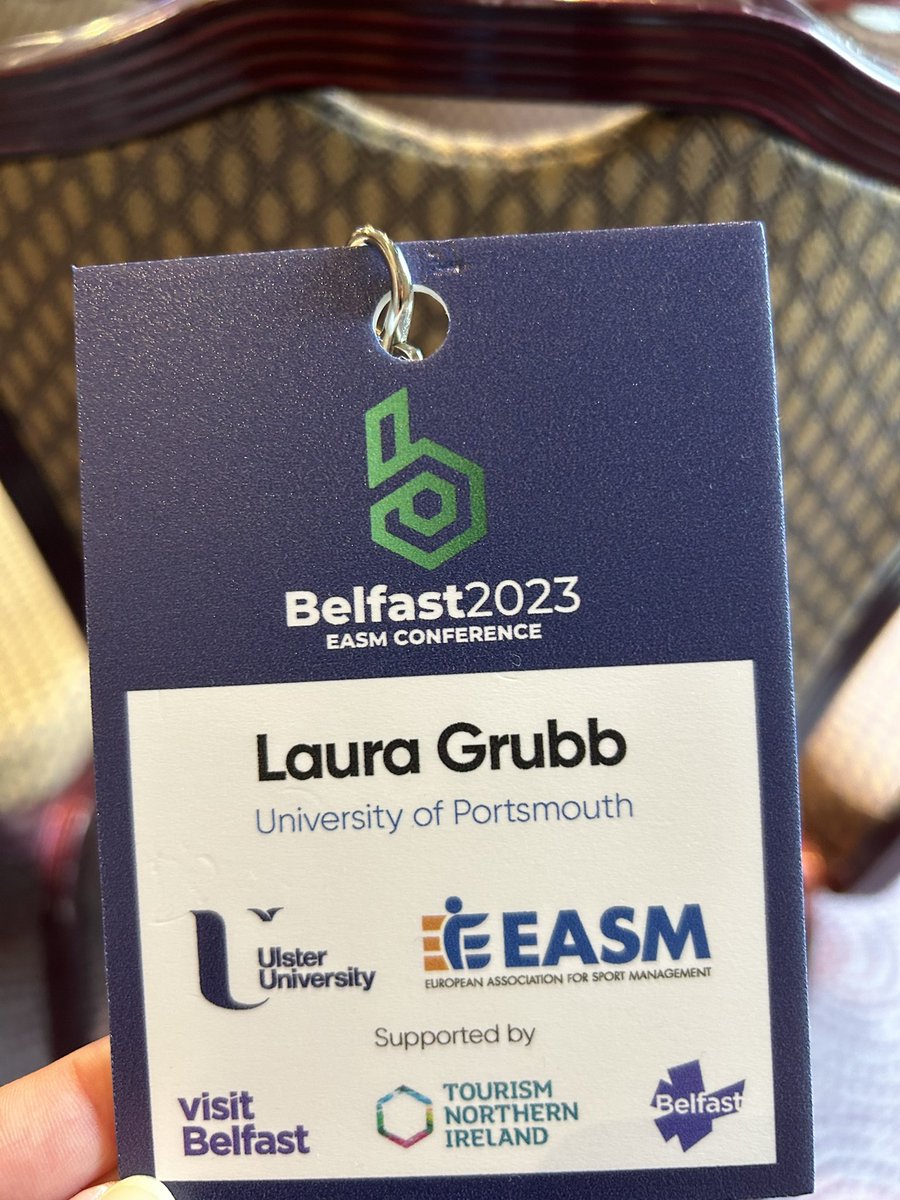 Belfast2023
EASM CONFERENCE
Laura Grubb
University of Portsmouth
Ulster
University
EASM
EUROPEAN ASSOCIATION FOR SPORT MANAGEMENT
Supported by
visit
Belfast
TOURISM
NORTHERN
IRELAND
Belfast